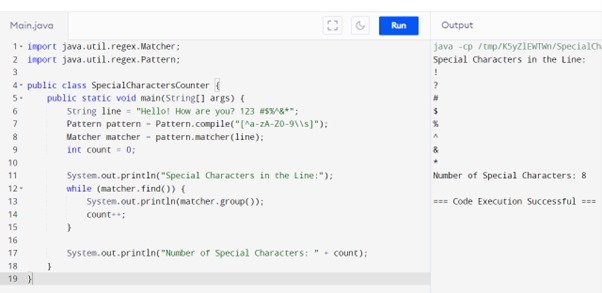 Main.java
Run
Output
1 import java.util.regex.Matcher;
2 import java.util.regex.Pattern;
3
4 public class SpecialCharactersCounter {
5 public static void main(String[] args) {
6 String line = "Hello! How are you? 123 #$%^&*";
7 Pattern pattern = Pattern.compile("[^a-zA-Z0-9\\s]");
8 Matcher matcher = pattern.matcher(line);
9 int count = 0;
10
11 System.out.println("Special Characters in the Line:");
12 while (matcher.find()) {
13 System.out.println(matcher.group());
14 count++;
15 }
16
17 System.out.println("Number of Special Characters: " + count);
18 }
19 }
java -cp /tmp/K5yZlEWTWn/SpecialCh
Special Characters in the Line:
!
?
#
$
%
^
&
*
Number of Special Characters: 8
=== Code Execution Successful ===